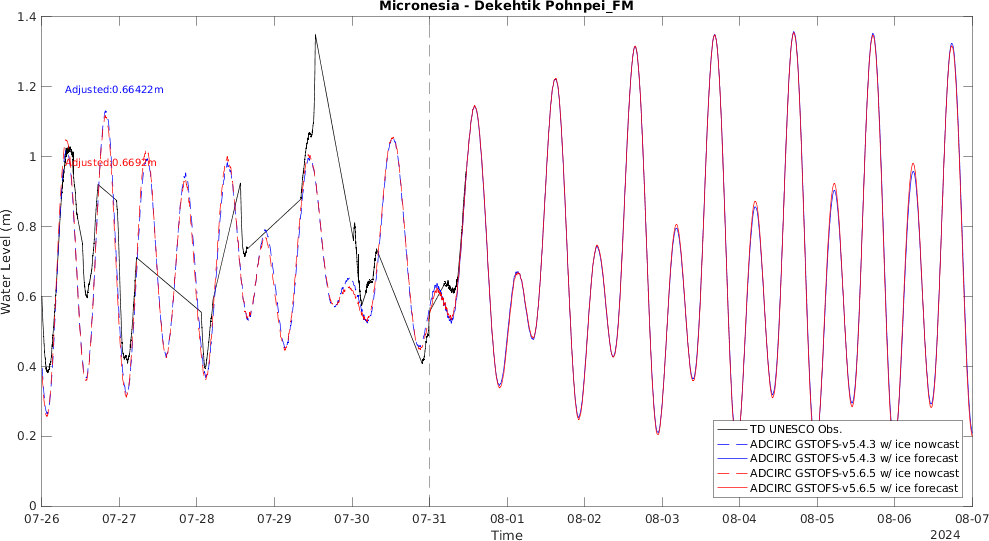 Micronesia - Dekehtik Pohnpei_FM
1.4
1.2
1
0.8
0.6
0.4
0.2
0
Water Level (m)
Adjusted:0.66422m
Adjusted:0.6692m
TD UNESCO Obs.
ADCIRC GSTOFS-v5.4.3 w/ ice nowcast
ADCIRC GSTOFS-v5.4.3 w/ ice forecast
ADCIRC GSTOFS-v5.6.5 w/ ice nowcast
ADCIRC GSTOFS-v5.6.5 w/ ice forecast
07-26 07-27 07-28 07-29 07-30 07-31 08-01 08-02 08-03 08-04 08-05 08-06 08-07
Time
2024